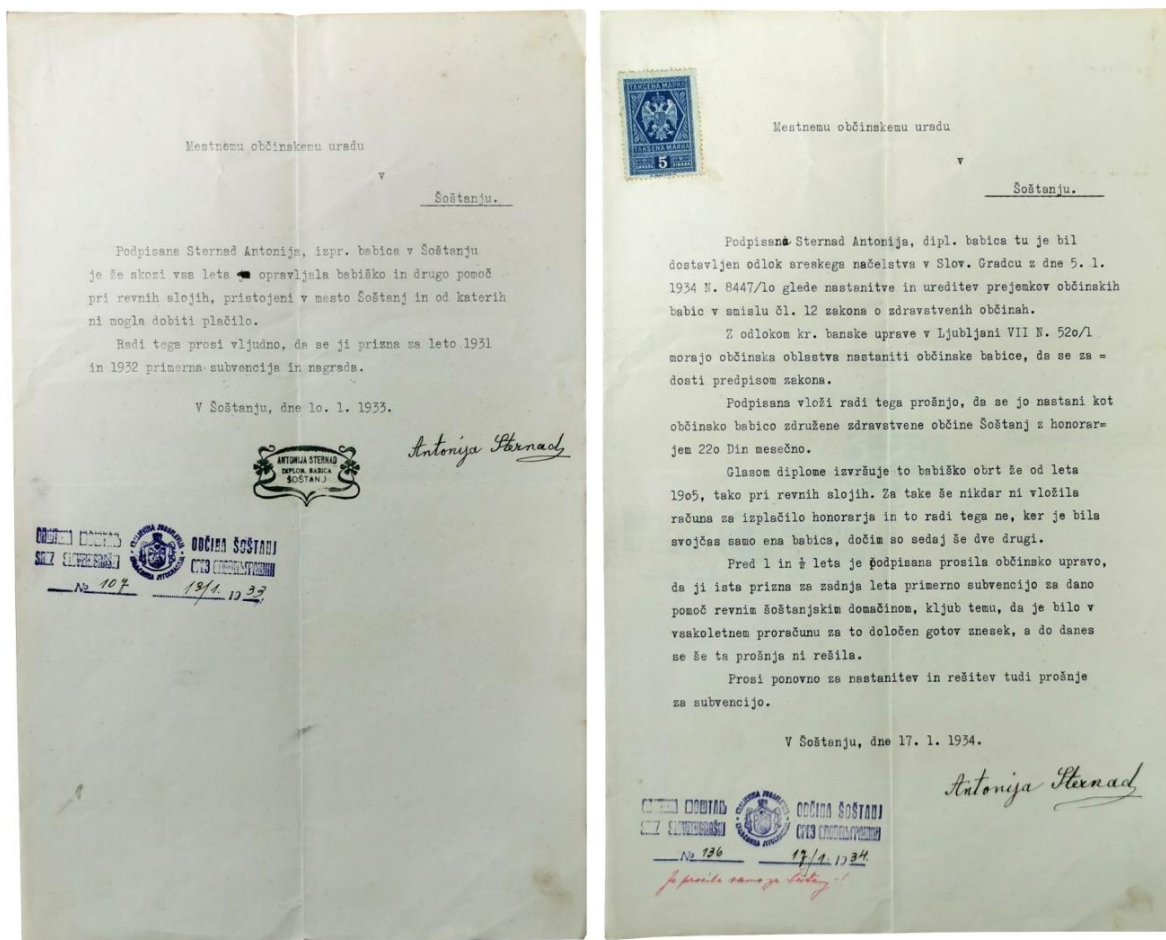 Mestnemu občinskemu uradu
v
Šoštanju.
Podpisana Sternad Antonija, izpr. babica v Šoštanju
je še skozi vsa leta opravljala babiško in drugo pomoč
pri revnih slojih, pristojeni v mesto Šoštanj in od katerih
ni mogla dobiti plačilo.
Radi tega prosi vljudno, da se ji prizna za leto 1931
in 1932 primerna subvencija in nagrada.
V Šoštanju, dne lo. 1. 1933.
Antonija Sternad
ANTONIJA STERNAD
DIPLOM. BABICA
ŠOŠTANJ
OBČINA ŠOŠTANJ
No 107 13/1. 1933.
TAKSENA MARKA
TAKSENA MARKA
5
Mestnemu občinskemu uradu
v
Šoštanju.
Podpisana Sternad Antonija, dipl. babica tu je bil
dostavljen odlok sreskega načelstva v Slov. Gradcu z dne 5. 1.
1934 N. 8447/lo glede nastanitve in ureditev prejemkov občinskih
babic v smislu čl. 12 zakona o zdravstvenih občinah.
Z odlokom kr. banske uprave v Ljubljani VII N. 52o/1
morajo občinska oblastva nastaniti občinske babice, da se za =
dosti predpisom zakona.
Podpisana vloži radi tega prošnjo, da se jo nastani kot
občinsko babico združene zdravstvene občine Šoštanj z honorar=
jem 22o Din mesečno.
Glasom diplome izvršuje to babiško obrt že od leta
19o5, tako pri revnih slojih. Za take še nikdar ni vložila
računa za izplačilo honorarja in to radi tega ne, ker je bila
svojčas samo ena babica, dočim so sedaj še dve drugi.
Pred 1 in ½ leta je podpisana prosila občinsko upravo,
da ji ista prizna za zadnja leta primerno subvencijo za dano
pomoč revnim šoštanjskim domačinom, kljub temu, da je bilo v
vsakoletnem proračunu za to določen gotov znesek, a do danes
se še ta prošnja ni rešila.
Prosi ponovno za nastanitev in rešitev tudi prošnje
za subvencijo.
V Šoštanju, dne 17. 1. 1934.
Antonija Sternad
OBČINA ŠOŠTANJ
No 136 17/1. 1934.